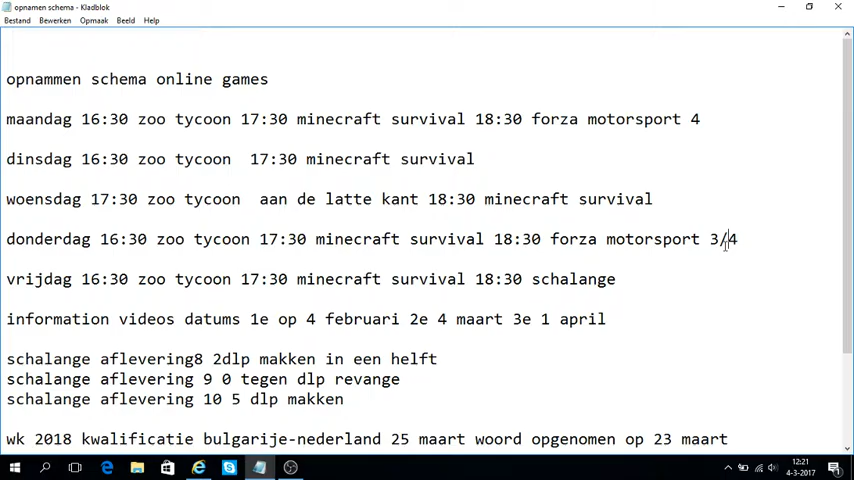 opnamen schema - Kladblok
Bestand Bewerken Opmaak Beeld Help
opnammen schema online games
maandag 16:30 zoo tycoon 17:30 minecraft survival 18:30 forza motorsport 4
dinsdag 16:30 zoo tycoon  17:30 minecraft survival
woensdag 17:30 zoo tycoon  aan de latte kant 18:30 minecraft survival
donderdag 16:30 zoo tycoon 17:30 minecraft survival 18:30 forza motorsport 3/4
vrijdag 16:30 zoo tycoon 17:30 minecraft survival 18:30 schalange
information videos datums 1e op 4 februari 2e 4 maart 3e 1 april
schalange aflevering8 2dlp makken in een helft
schalange aflevering 9 0 tegen dlp revange
schalange aflevering 10 5 dlp makken
wk 2018 kwalificatie bulgarije-nederland 25 maart woord opgenomen op 23 maart
12:21
4-3-2017